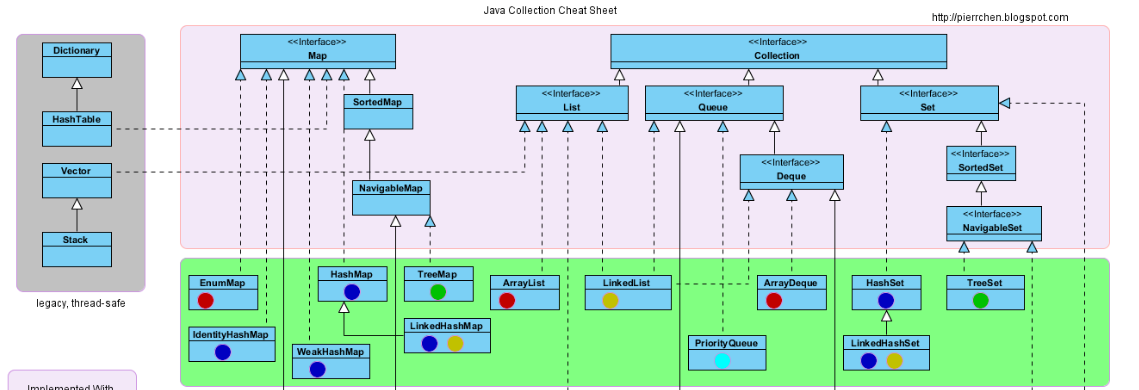 Java Collection Cheat Sheet
http://pierrchen.blogspot.com
Dictionary
HashTable
Vector
Stack
legacy, thread-safe
<<Interface>>
Map
SortedMap
NavigableMap
<<Interface>>
Collection
<<Interface>>
List
<<Interface>>
Queue
<<Interface>>
Set
<<Interface>>
Deque
<<Interface>>
SortedSet
<<Interface>>
NavigableSet
EnumMap
HashMap
TreeMap
ArrayList
LinkedList
ArrayDeque
HashSet
TreeSet
IdentityHashMap
WeakHashMap
LinkedHashMap
PriorityQueue
LinkedHashSet
Implemented With